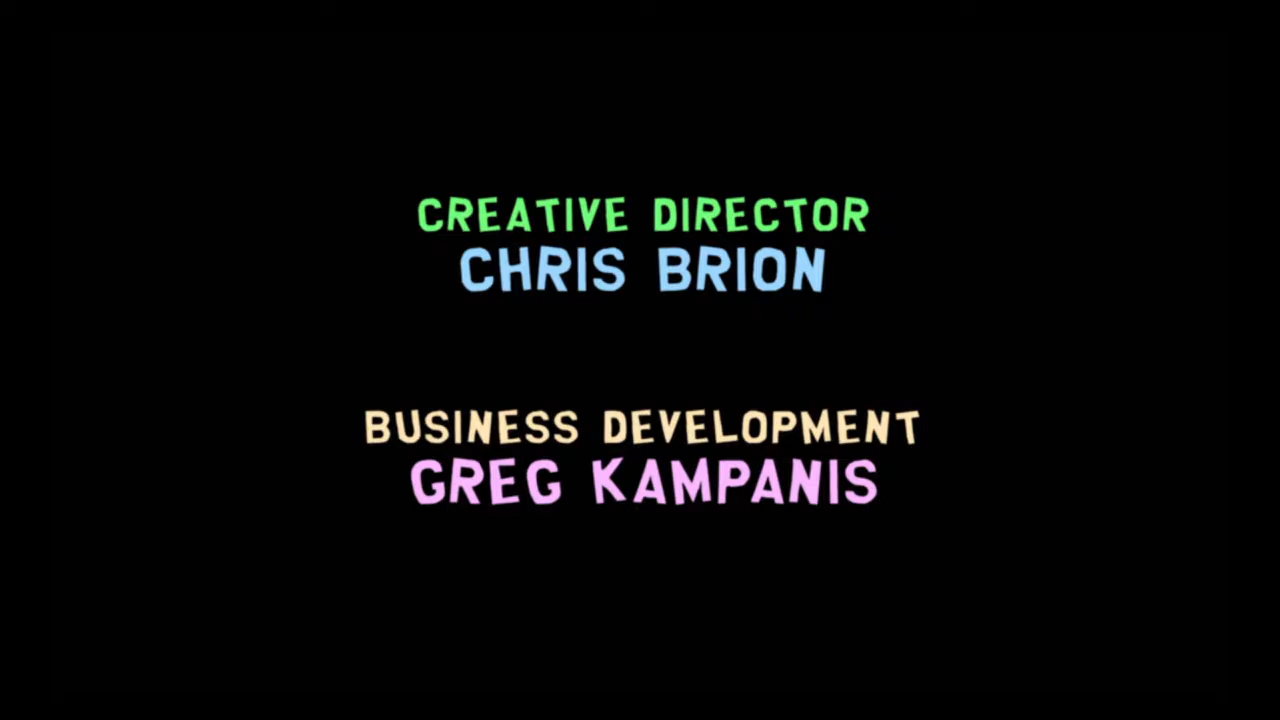 CREATIVE DIRECTOR
CHRIS BRION
BUSINESS DEVELOPMENT
GREG KAMPANIS